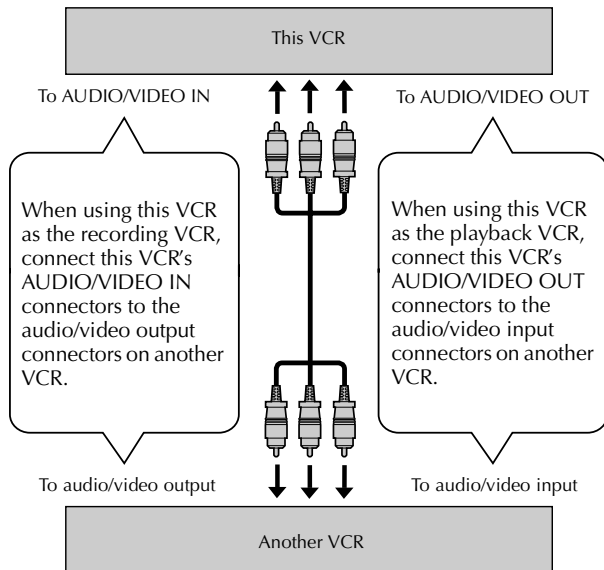 This VCR
To AUDIO/VIDEO IN
To AUDIO/VIDEO OUT
When using this VCR
as the recording VCR,
connect this VCR's
AUDIO/VIDEO IN
connectors to the
audio/video output
connectors on another
VCR.
When using this VCR
as the playback VCR,
connect this VCR's
AUDIO/VIDEO OUT
connectors to the
audio/video input
connectors on another
VCR.
To audio/video output
To audio/video input
Another VCR